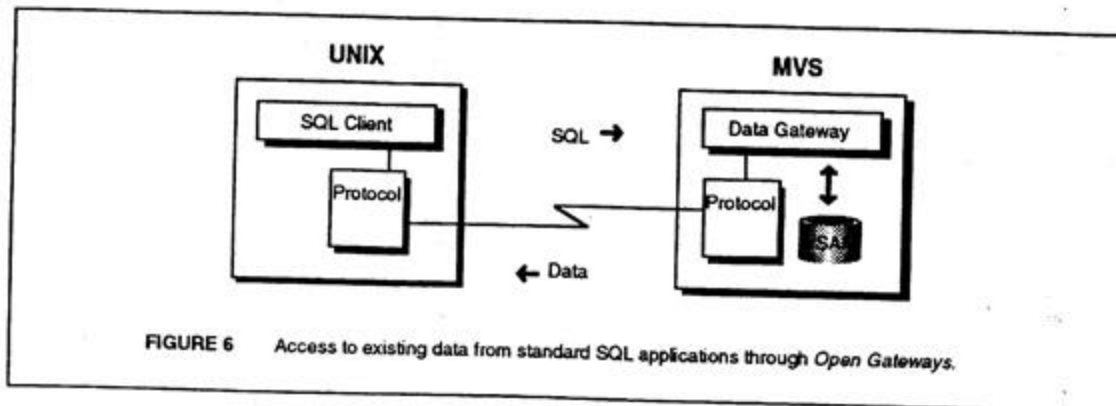 UNIX
MVS
SQL Client
SQL →
Data Gateway
Protocol
Protocol
← Data
FIGURE 6 Access to existing data from standard SQL applications through Open Gateways.